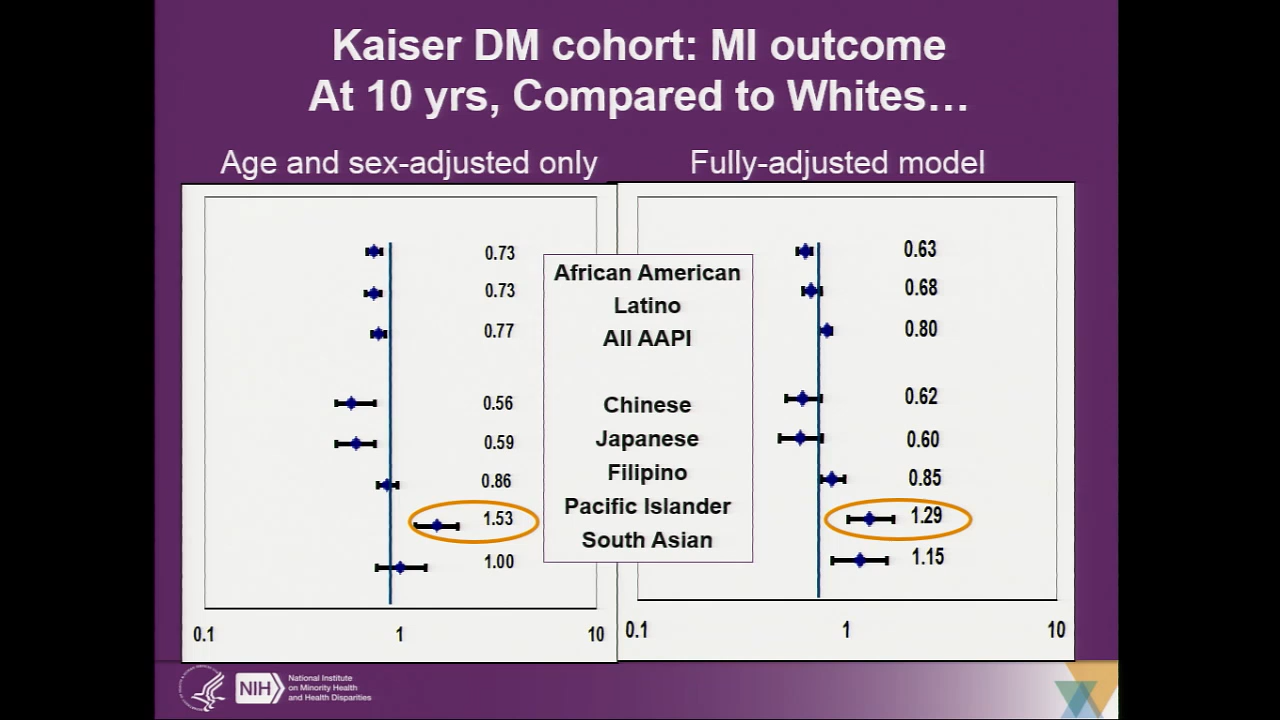 Kaiser DM cohort: MI outcome
At 10 yrs, Compared to Whites…
Age and sex-adjusted only
Fully-adjusted model
0.73
0.73
0.77
0.56
0.59
0.86
1.53
1.00
African American
Latino
All AAPI
Chinese
Japanese
Filipino
Pacific Islander
South Asian
0.63
0.68
0.80
0.62
0.60
0.85
1.29
1.15
0.1 1 10
0.1 1 10
NIH
National Institute
on Minority Health
and Health Disparities